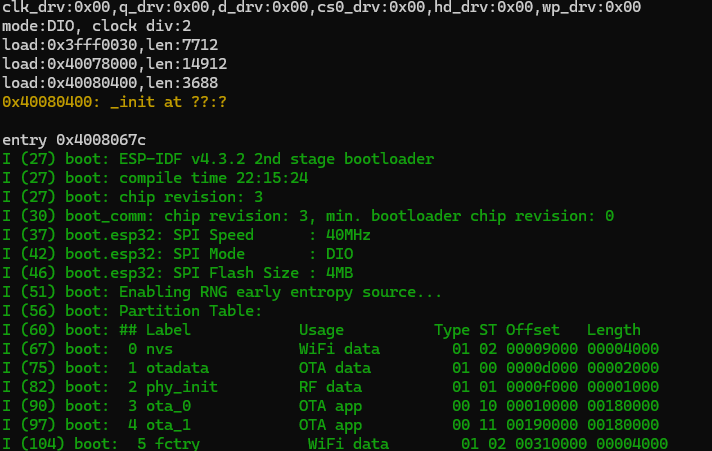 clk_drv:0x00,q_drv:0x00,d_drv:0x00,cs0_drv:0x00,hd_drv:0x00,wp_drv:0x00
mode:DIO, clock div:2
load:0x3fff0030,len:7712
load:0x40078000,len:14912
load:0x40080400,len:3688
0x40080400: _init at ??:?
entry 0x4008067c
I (27) boot: ESP-IDF v4.3.2 2nd stage bootloader
I (27) boot: compile time 22:15:24
I (27) boot: chip revision: 3
I (30) boot_comm: chip revision: 3, min. bootloader chip revision: 0
I (37) boot.esp32: SPI Speed      : 40MHz
I (42) boot.esp32: SPI Mode       : DIO
I (46) boot.esp32: SPI Flash Size : 4MB
I (51) boot: Enabling RNG early entropy source...
I (56) boot: Partition Table:
I (60) boot: ## Label            Usage          Type ST Offset   Length
I (67) boot:  0 nvs              WiFi data        01 02 00009000 00004000
I (75) boot:  1 otadata          OTA data         01 00 0000d000 00002000
I (82) boot:  2 phy_init         RF data          01 01 0000f000 00001000
I (90) boot:  3 ota_0            OTA app          00 10 00010000 00180000
I (97) boot:  4 ota_1            OTA app          00 11 00190000 00180000
I (104) boot:  5 fctry            WiFi data        01 02 00310000 00004000